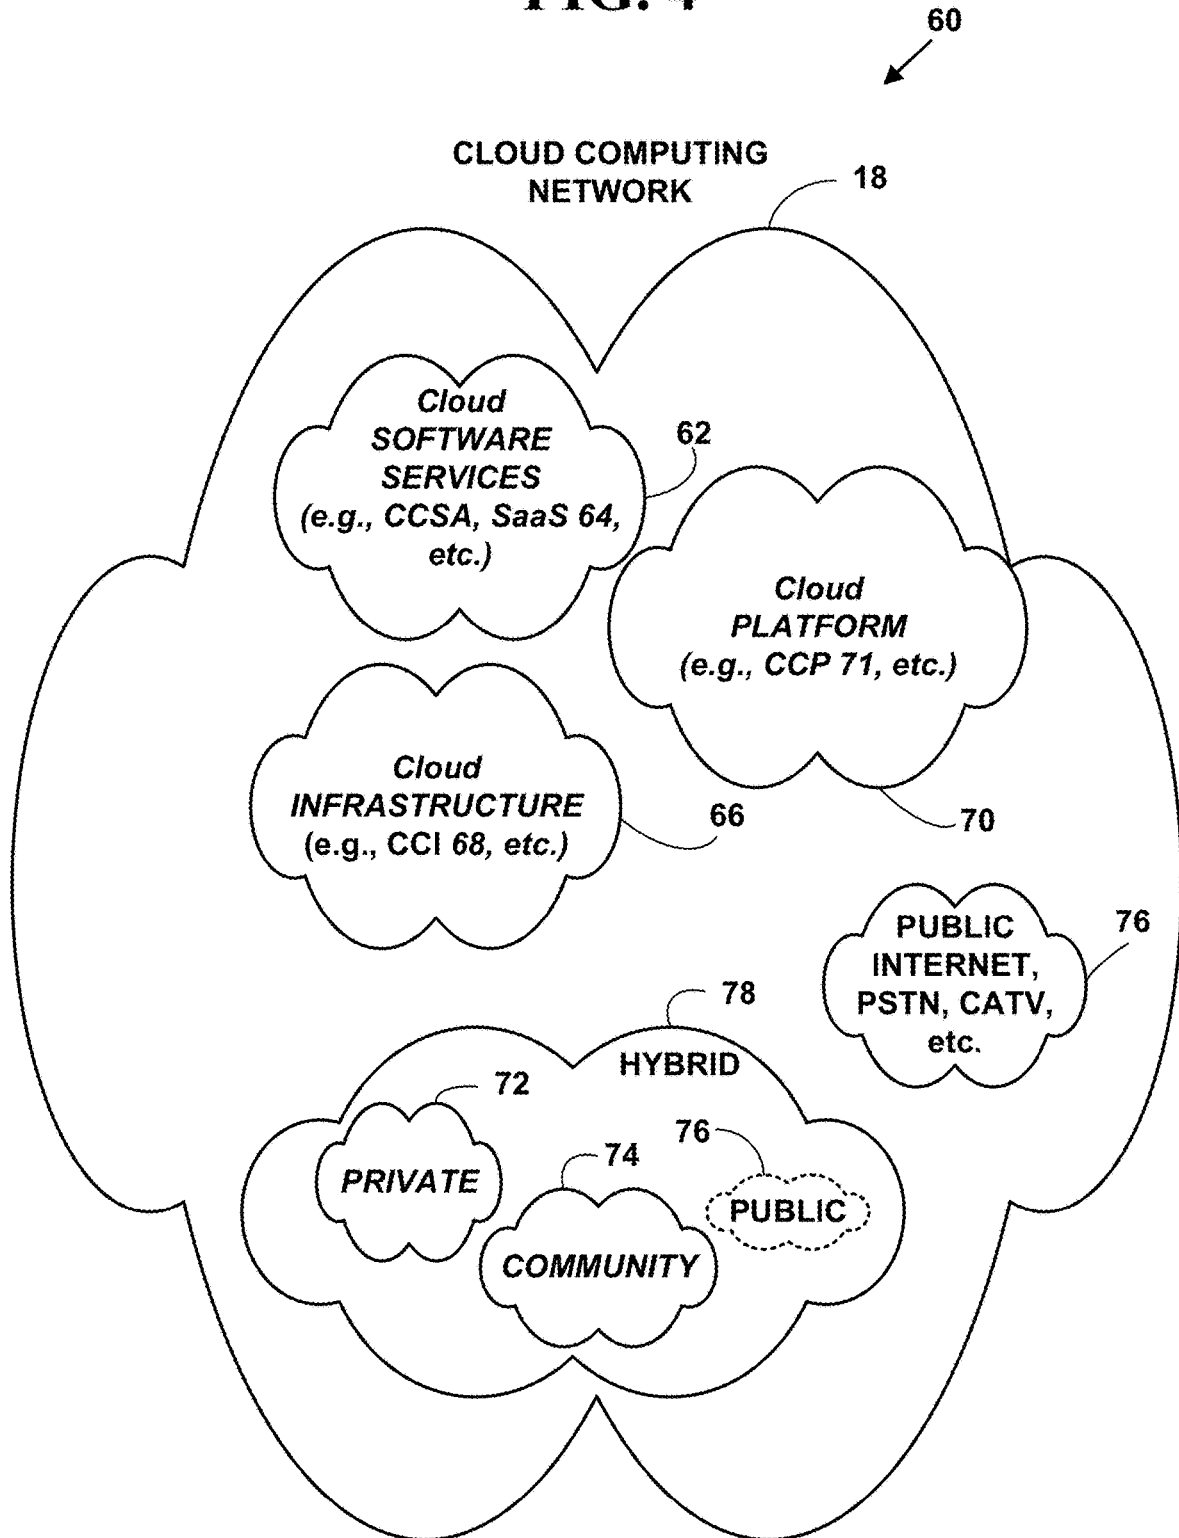 FIG. 4
60
CLOUD COMPUTING
NETWORK
18
Cloud
SOFTWARE
SERVICES
(e.g., CCSA, SaaS 64,
etc.)
62
Cloud
PLATFORM
(e.g., CCP 71, etc.)
70
Cloud
INFRASTRUCTURE
(e.g., CCI 68, etc.)
66
PUBLIC
INTERNET,
PSTN, CATV,
etc.
76
78
HYBRID
72
PRIVATE
74
COMMUNITY
76
PUBLIC